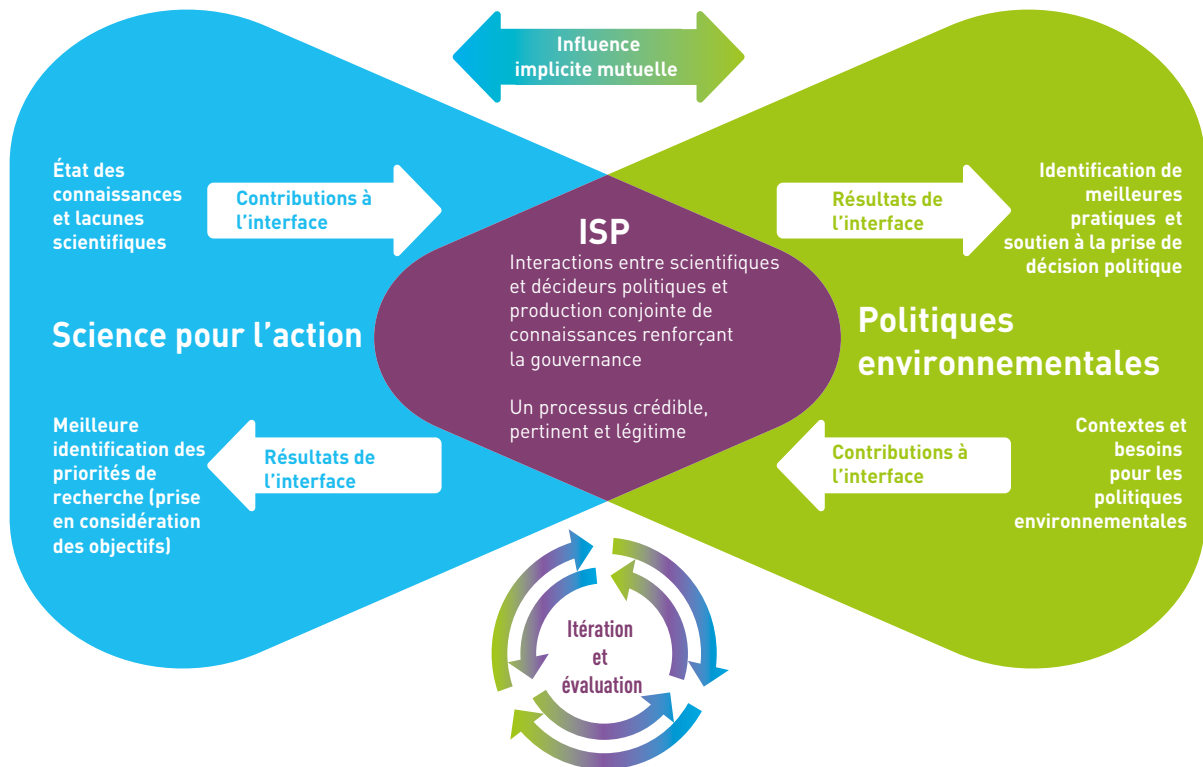 Influence
implicite mutuelle
État des
connaissances
et lacunes
scientifiques
Contributions à
l’interface
Science pour l’action
Meilleure
identification des
priorités de
recherche (prise
en considération
des objectifs)
Résultats de
l’interface
ISP
Interactions entre scientifiques
et décideurs politiques et
production conjointe de
connaissances renforçant
la gouvernance
Un processus crédible,
pertinent et légitime
Résultats de
l’interface
Identification de
meilleures
pratiques et
soutien à la prise de
décision politique
Politiques
environnementales
Contributions à
l’interface
Contextes et
besoins
pour les
politiques
environnementales
Itération
et
évaluation